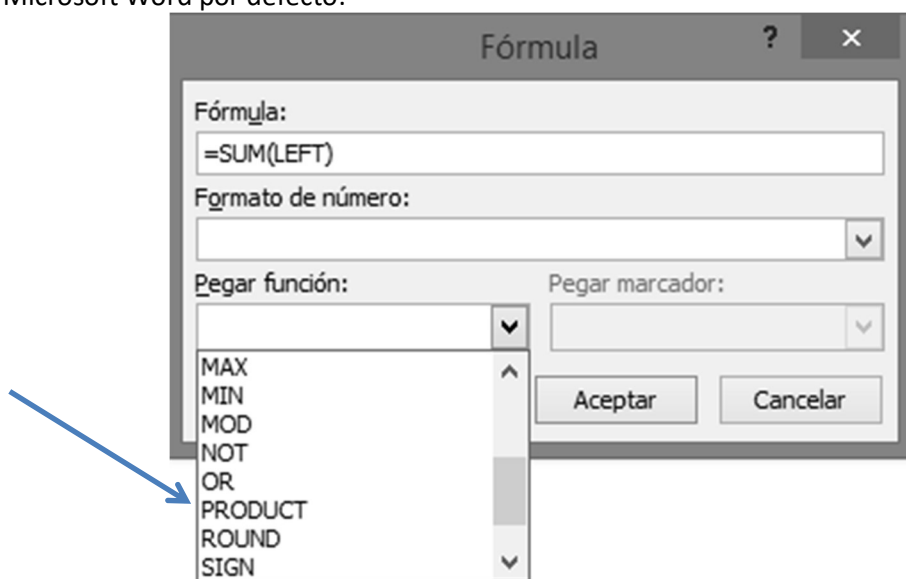 Microsoft Word por defecto.
Fórmula ? ×
Fórmula:
=SUM(LEFT)
Formato de número:
Pegar función: Pegar marcador:
MAX
MIN
MOD
NOT
OR
PRODUCT
ROUND
SIGN
Aceptar Cancelar